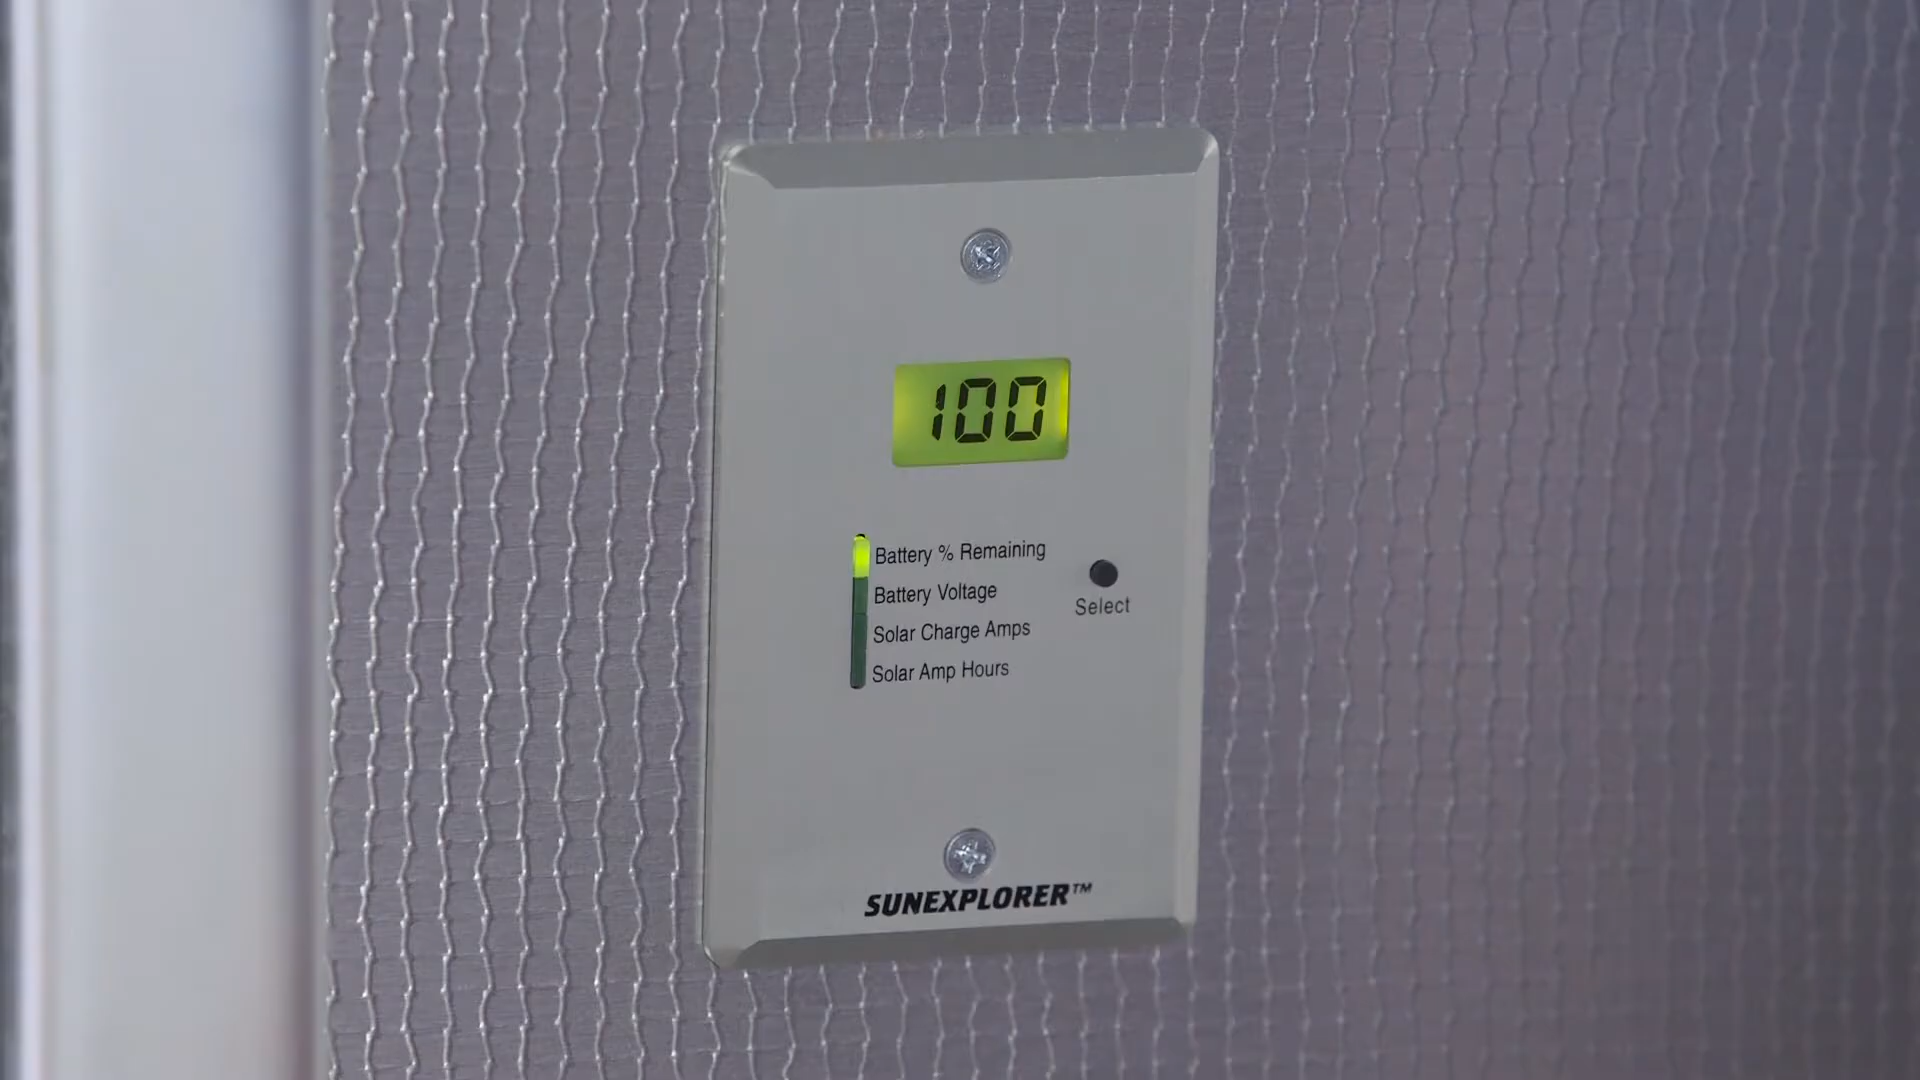 100
Battery % Remaining
Battery Voltage
Solar Charge Amps
Solar Amp Hours
Select
SUNEXPLORER™